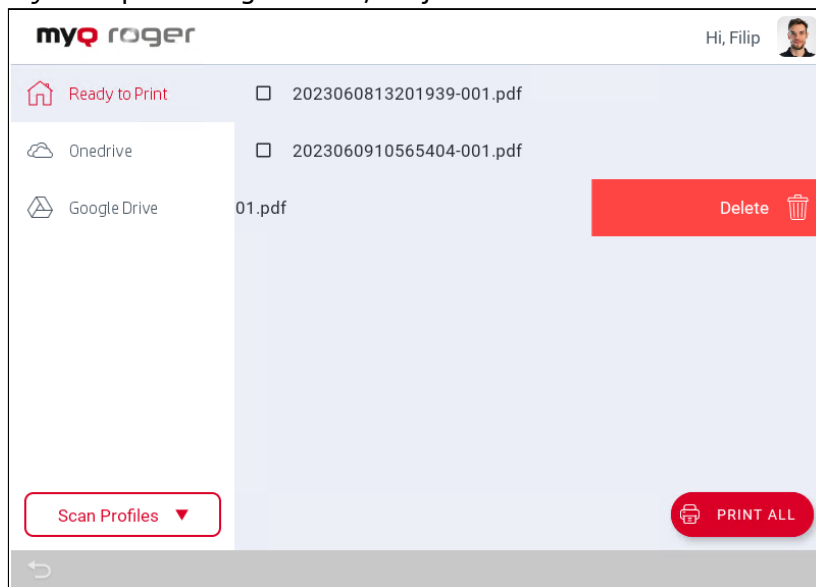 myQ roger
Hi, Filip
Ready to Print
2023060813201939-001.pdf
Onedrive
2023060910565404-001.pdf
Google Drive
01.pdf
Delete
Scan Profiles ▼
PRINT ALL